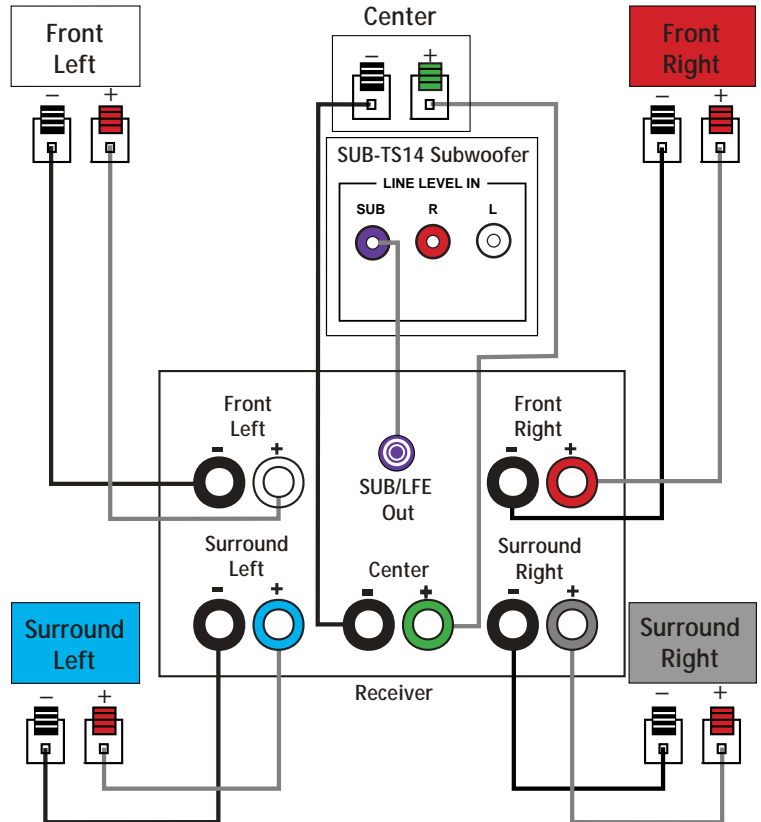 Front
Left
− +
Center
− +
Front
Right
− +
SUB-TS14 Subwoofer
LINE LEVEL IN
SUB R L
Front
Left
- +
SUB/LFE
Out
Front
Right
- +
Surround
Left
- +
Center
- +
Surround
Right
- +
Receiver
Surround
Left
− +
Surround
Right
− +